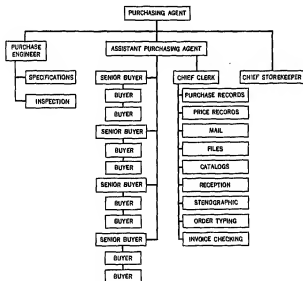 PURCHASING AGENT
PURCHASE ENGINEER
SPECIFICATIONS
INSPECTION
ASSISTANT PURCHASING AGENT
SENIOR BUYER
BUYER
BUYER
SENIOR BUYER
BUYER
BUYER
SENIOR BUYER
BUYER
BUYER
SENIOR BUYER
BUYER
BUYER
CHIEF CLERK
PURCHASE RECORDS
PRICE RECORDS
MAIL
FILES
CATALOGS
RECEPTION
STENOGRAPHIC
ORDER TYPING
INVOICE CHECKING
CHIEF STOREKEEPER